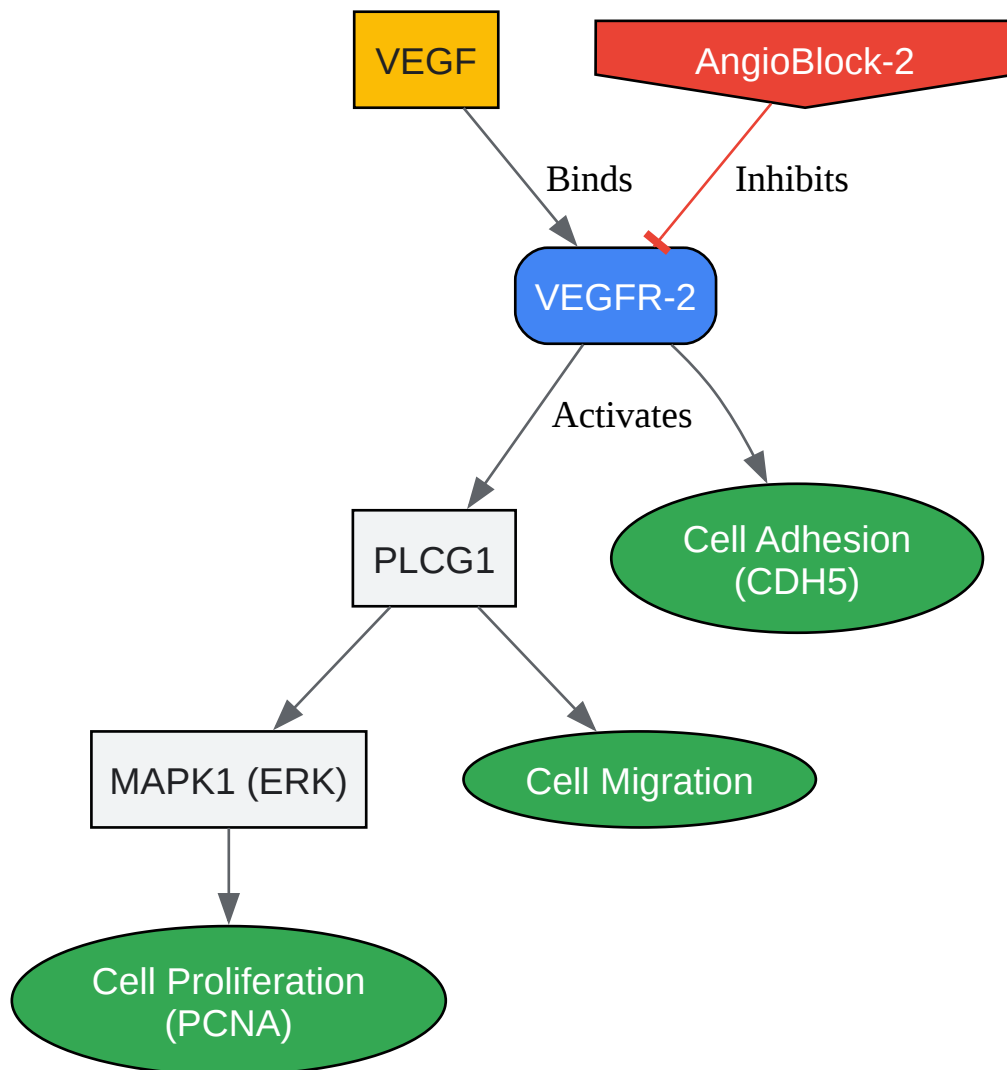 VEGF
AngioBlock-2
Binds
Inhibits
VEGFR-2
Activates
PLCG1
Cell Adhesion
(CDH5)
MAPK1 (ERK)
Cell Migration
Cell Proliferation
(PCNA)